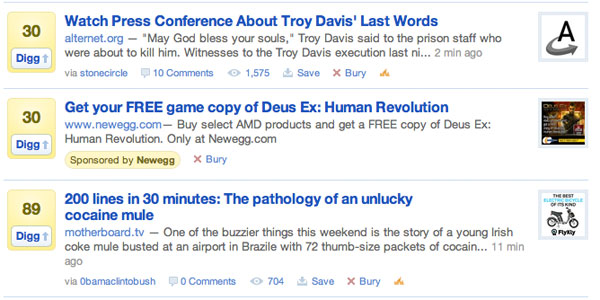 30
Digg
Watch Press Conference About Troy Davis' Last Words
alternet.org — "May God bless your souls," Troy Davis said to the prison staff who
were about to kill him. Witnesses to the Troy Davis execution last ni... 2 min ago
via stonecircle 10 Comments 1,575 Save Bury
A
30
Digg
Get your FREE game copy of Deus Ex: Human Revolution
www.newegg.com— Buy select AMD products and get a FREE copy of Deus Ex:
Human Revolution. Only at Newegg.com
Sponsored by Newegg Bury
89
Digg
200 lines in 30 minutes: The pathology of an unlucky
cocaine mule
motherboard.tv — One of the buzzier things this weekend is the story of a young Irish
coke mule busted at an airport in Brazile with 72 thumb-size packets of cocain... 11 min
ago
via 0bamaclintobush 0 Comments 704 Save Bury
THE BEST
ELECTRIC BICYCLE
OF ITS KIND
FlyKly